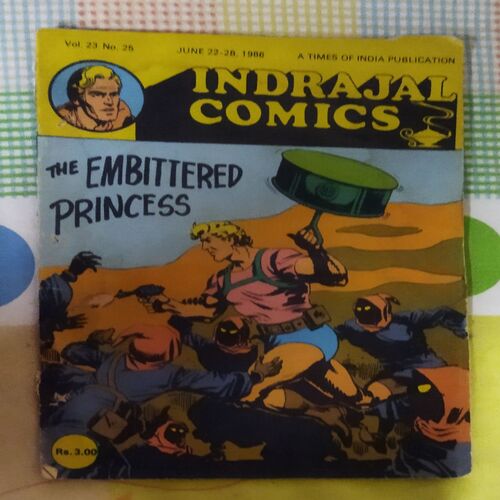 Vol. 23 No. 25 JUNE 22-28, 1986 A TIMES OF INDIA PUBLICATION
INDRAJAL
COMICS
THE EMBITTERED
PRINCESS
Rs. 3.00